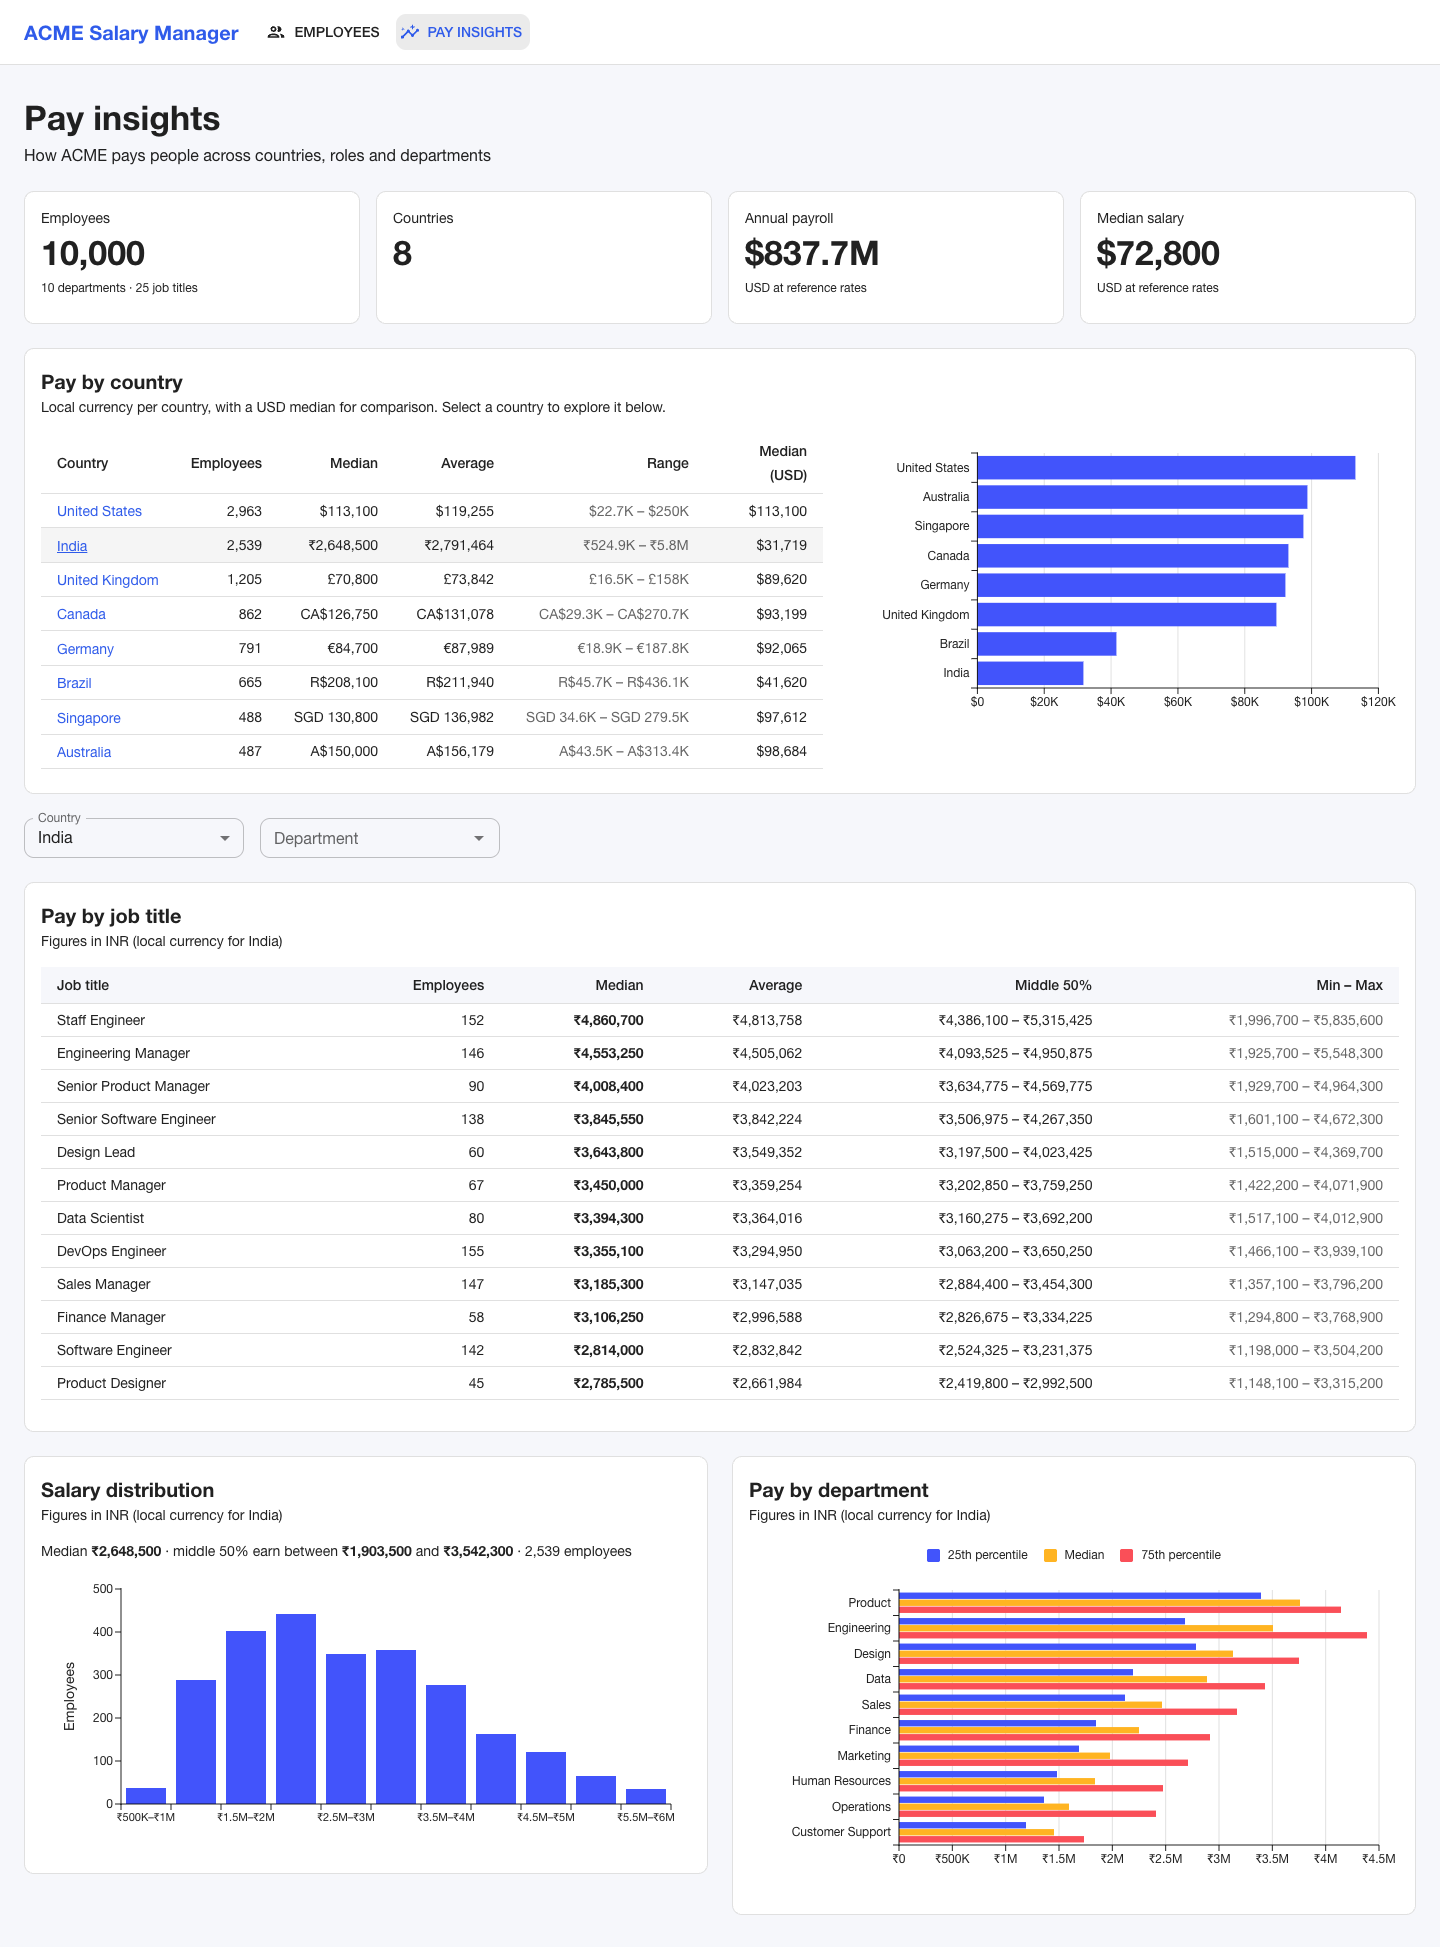 ACME Salary Manager
EMPLOYEES
PAY INSIGHTS
Pay insights
How ACME pays people across countries, roles and departments
Employees
10,000
10 departments · 25 job titles
Countries
8
Annual payroll
$837.7M
USD at reference rates
Median salary
$72,800
USD at reference rates
Pay by country
Local currency per country, with a USD median for comparison. Select a country to explore it below.
Country Employees Median Average Range Median (USD)
United States 2,963 $113,100 $119,255 $22.7K – $250K $113,100
India 2,539 ₹2,648,500 ₹2,791,464 ₹524.9K – ₹5.8M $31,719
United Kingdom 1,205 £70,800 £73,842 £16.5K – £158K $89,620
Canada 862 CA$126,750 CA$131,078 CA$29.3K – CA$270.7K $93,199
Germany 791 €84,700 €87,989 €18.9K – €187.8K $92,065
Brazil 665 R$208,100 R$211,940 R$45.7K – R$436.1K $41,620
Singapore 488 SGD 130,800 SGD 136,982 SGD 34.6K – SGD 279.5K $97,612
Australia 487 A$150,000 A$156,179 A$43.5K – A$313.4K $98,684
United States
Australia
Singapore
Canada
Germany
United Kingdom
Brazil
India
$0 $20K $40K $60K $80K $100K $120K
Country
India
Department
Pay by job title
Figures in INR (local currency for India)
Job title Employees Median Average Middle 50% Min – Max
Staff Engineer 152 ₹4,860,700 ₹4,813,758 ₹4,386,100 – ₹5,315,425 ₹1,996,700 – ₹5,835,600
Engineering Manager 146 ₹4,553,250 ₹4,505,062 ₹4,093,525 – ₹4,950,875 ₹1,925,700 – ₹5,548,300
Senior Product Manager 90 ₹4,008,400 ₹4,023,203 ₹3,634,775 – ₹4,569,775 ₹1,929,700 – ₹4,964,300
Senior Software Engineer 138 ₹3,845,550 ₹3,842,224 ₹3,506,975 – ₹4,267,350 ₹1,601,100 – ₹4,672,300
Design Lead 60 ₹3,643,800 ₹3,549,352 ₹3,197,500 – ₹4,023,425 ₹1,515,000 – ₹4,369,700
Product Manager 67 ₹3,450,000 ₹3,359,254 ₹3,202,850 – ₹3,759,250 ₹1,422,200 – ₹4,071,900
Data Scientist 80 ₹3,394,300 ₹3,364,016 ₹3,160,275 – ₹3,692,200 ₹1,517,100 – ₹4,012,900
DevOps Engineer 155 ₹3,355,100 ₹3,294,950 ₹3,063,200 – ₹3,650,250 ₹1,466,100 – ₹3,939,100
Sales Manager 147 ₹3,185,300 ₹3,147,035 ₹2,884,400 – ₹3,454,300 ₹1,357,100 – ₹3,796,200
Finance Manager 58 ₹3,106,250 ₹2,996,588 ₹2,826,675 – ₹3,334,225 ₹1,294,800 – ₹3,768,900
Software Engineer 142 ₹2,814,000 ₹2,832,842 ₹2,524,325 – ₹3,231,375 ₹1,198,000 – ₹3,504,200
Product Designer 45 ₹2,785,500 ₹2,661,984 ₹2,419,800 – ₹2,992,500 ₹1,148,100 – ₹3,315,200
Salary distribution
Figures in INR (local currency for India)
Median ₹2,648,500 · middle 50% earn between ₹1,903,500 and ₹3,542,300 · 2,539 employees
Employees
500
400
300
200
100
0
₹500K–₹1M ₹1.5M–₹2M ₹2.5M–₹3M ₹3.5M–₹4M ₹4.5M–₹5M ₹5.5M–₹6M
Pay by department
Figures in INR (local currency for India)
25th percentile Median 75th percentile
Product
Engineering
Design
Data
Sales
Finance
Marketing
Human Resources
Operations
Customer Support
₹0 ₹500K ₹1M ₹1.5M ₹2M ₹2.5M ₹3M ₹3.5M ₹4M ₹4.5M